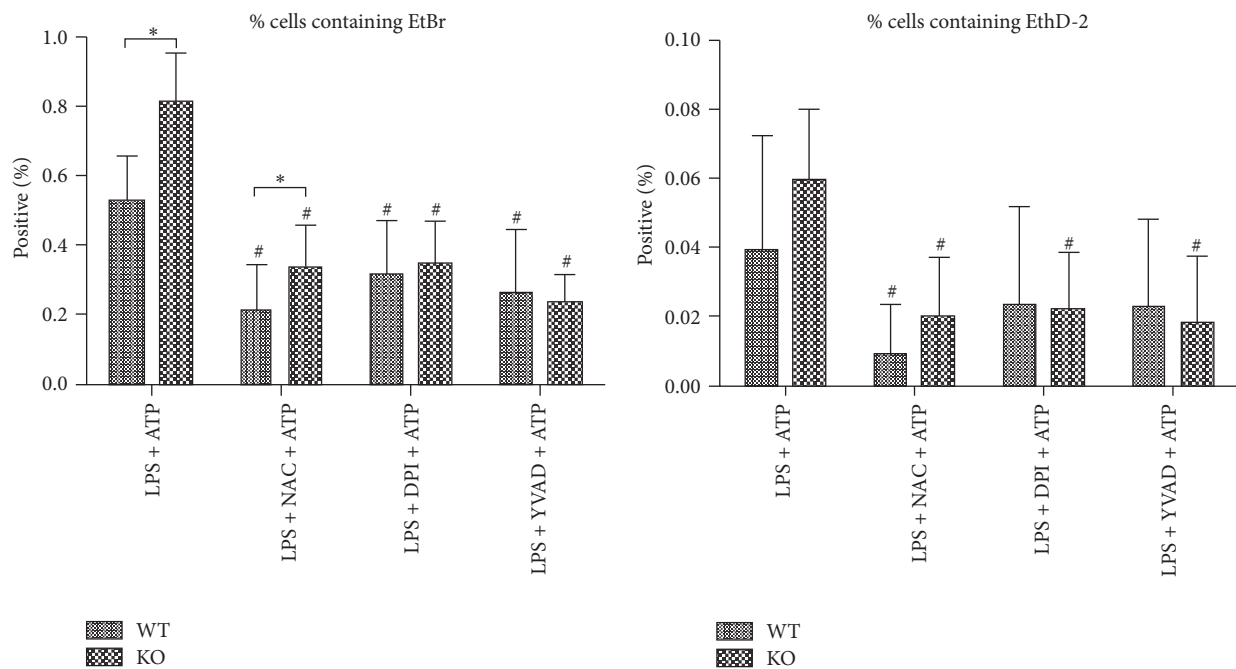 % cells containing EtBr
Positive (%)
1.0
0.8
0.6
0.4
0.2
0.0
*
*
#
#
#
#
#
#
LPS + ATP
LPS + NAC + ATP
LPS + DPI + ATP
LPS + YVAD + ATP
WT
KO
% cells containing EthD-2
Positive (%)
0.10
0.08
0.06
0.04
0.02
0.00
#
#
#
#
LPS + ATP
LPS + NAC + ATP
LPS + DPI + ATP
LPS + YVAD + ATP
WT
KO